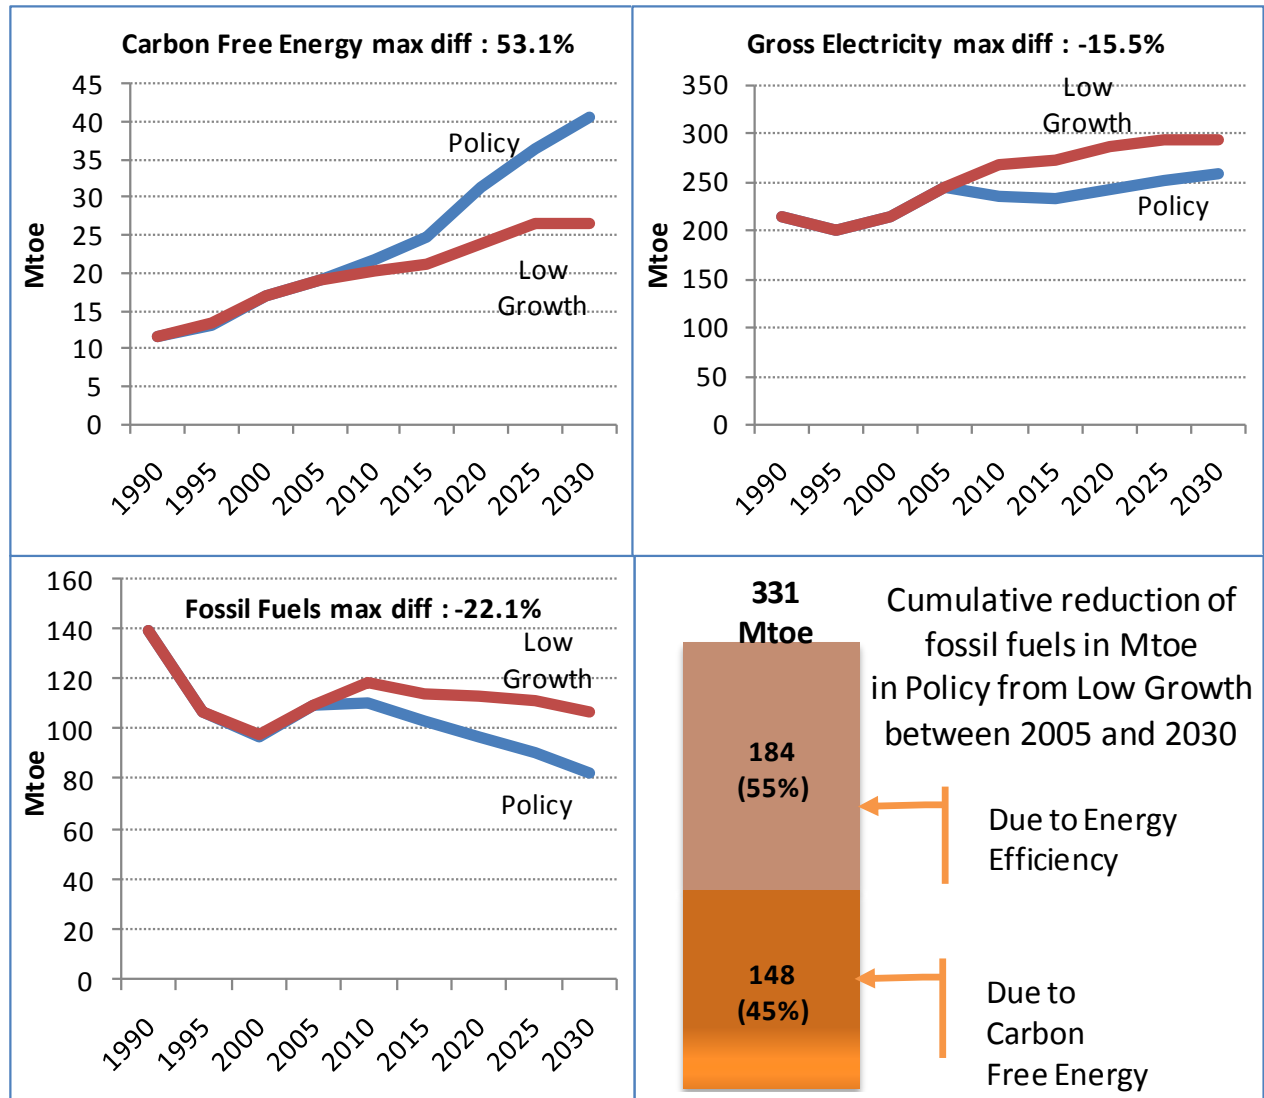 Carbon Free Energy max diff : 53.1%
45
40
35
30
25
20
15
10
5
0
Mtoe
Policy
Low
Growth
1990
1995
2000
2005
2010
2015
2020
2025
2030
Gross Electricity max diff : -15.5%
350
300
250
200
150
100
50
0
Mtoe
Low
Growth
Policy
1990
1995
2000
2005
2010
2015
2020
2025
2030
Fossil Fuels max diff : -22.1%
160
140
120
100
80
60
40
20
0
Mtoe
Low
Growth
Policy
1990
1995
2000
2005
2010
2015
2020
2025
2030
331
Mtoe
184
(55%)
148
(45%)
Cumulative reduction of
fossil fuels in Mtoe
in Policy from Low Growth
between 2005 and 2030
Due to Energy
Efficiency
Due to
Carbon
Free Energy